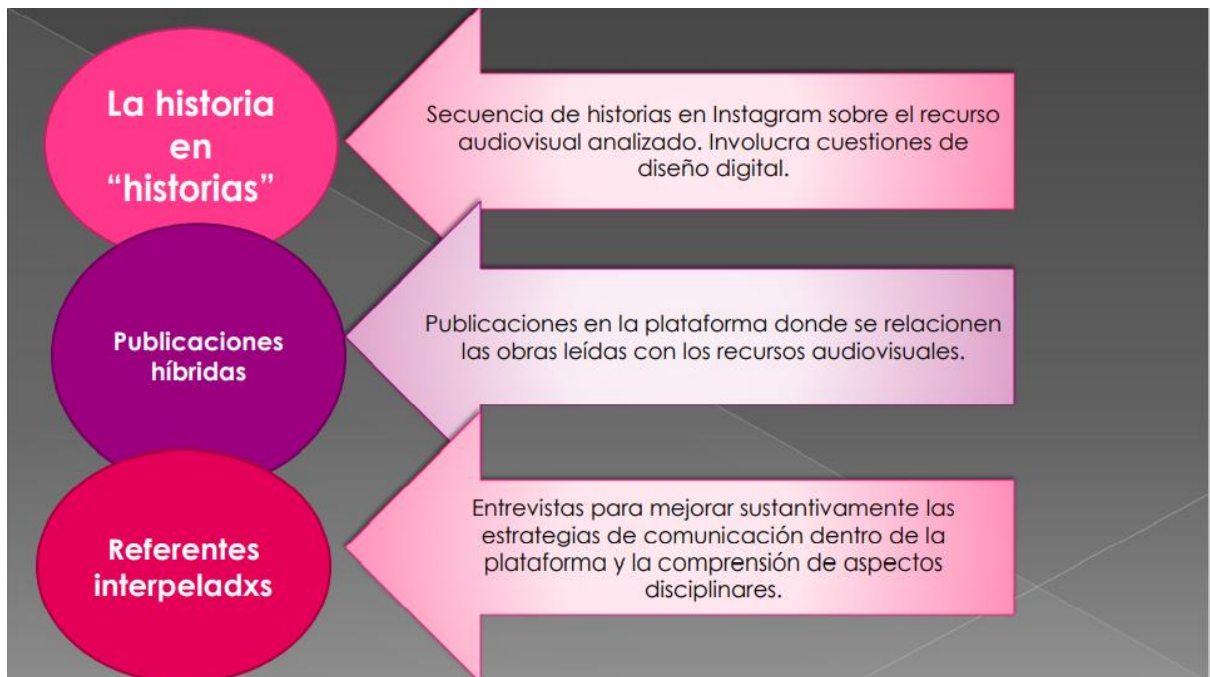 La historia
en
“historias”
Secuencia de historias en Instagram sobre el recurso
audiovisual analizado. Involucra cuestiones de
diseño digital.
Publicaciones
híbridas
Publicaciones en la plataforma donde se relacionen
las obras leídas con los recursos audiovisuales.
Referentes
interpeladxs
Entrevistas para mejorar sustantivamente las
estrategias de comunicación dentro de la
plataforma y la comprensión de aspectos
disciplinares.